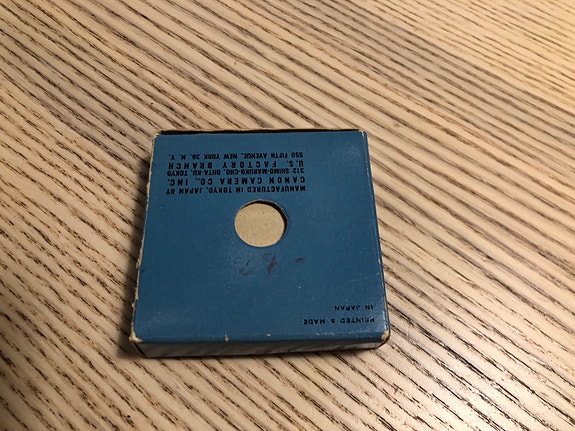 MANUFACTURED IN TOKYO, JAPAN BY
CANON CAMERA CO., INC.
312 SHIMO-MARUKO-CHO, OHTA-KU, TOKYO
U.S. FACTORY BRANCH
550 FIFTH AVENUE, NEW YORK 36, N. Y.
PRINTED & MADE
IN JAPAN